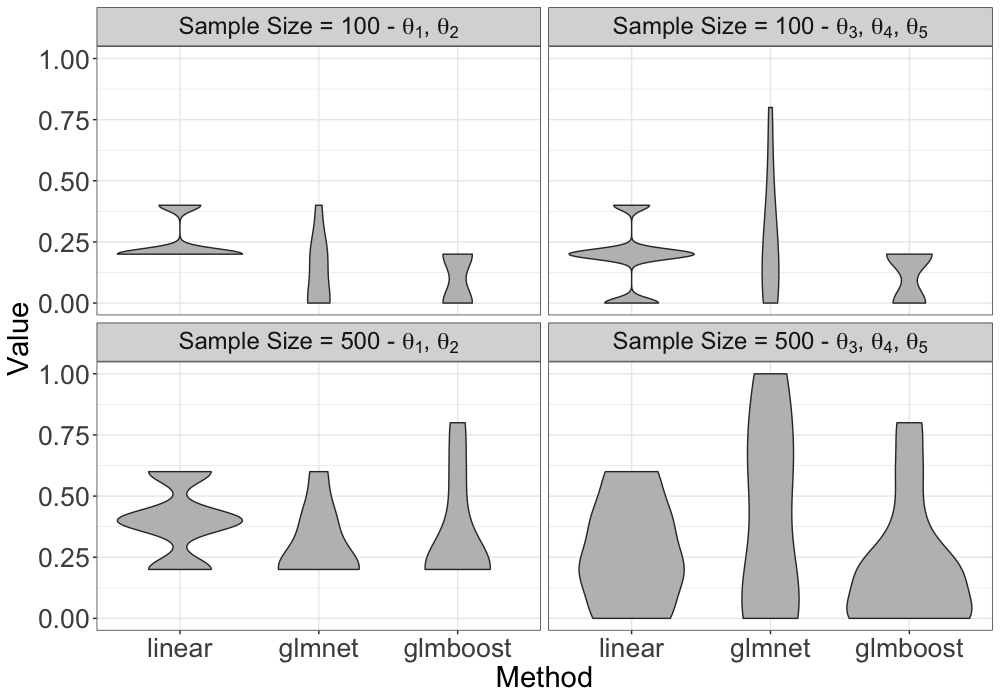 Sample Size = 100 - θ₁, θ₂
Sample Size = 100 - θ₃, θ₄, θ₅
1.00
0.75
0.50
0.25
0.00
Value
Sample Size = 500 - θ₁, θ₂
Sample Size = 500 - θ₃, θ₄, θ₅
1.00
0.75
0.50
0.25
0.00
linear glmnet glmboost
linear glmnet glmboost
Method